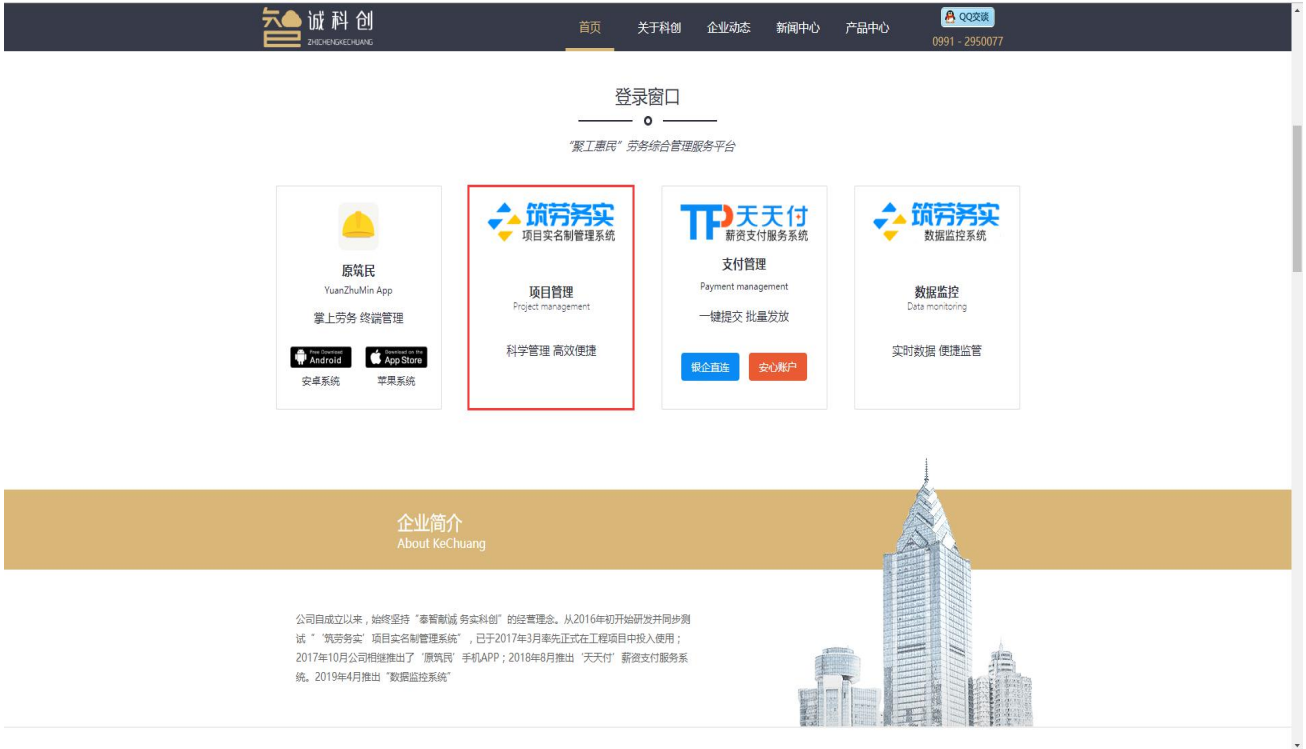 诚科创
ZHICHENGKECHUANG
首页 关于科创 企业动态 新闻中心 产品中心
QQ交谈
0991 - 2950077
登录窗口
“聚工惠民” 劳务综合管理服务平台
原筑民
YuanZhuMin App
掌上劳务 终端管理
Free Download
Android
Download on the
App Store
安卓系统 苹果系统
筑劳务实
项目实名制管理系统
项目管理
Project management
科学管理 高效便捷
TFP天天付
薪资支付服务系统
支付管理
Payment management
一键提交 批量发放
银企直连 安心账户
筑劳务实
数据监控系统
数据监控
Data monitoring
实时数据 便捷监管
企业简介
About KeChuang
公司自成立以来，始终坚持“奉智献诚 务实科创”的经营理念。从2016年初开始研发并同步测
试“‘筑劳务实’项目实名制管理系统”，已于2017年3月率先正式在工程项目中投入使用；
2017年10月公司相继推出了‘原筑民’手机APP；2018年8月推出‘天天付’薪资支付服务系
统。2019年4月推出“数据监控系统”